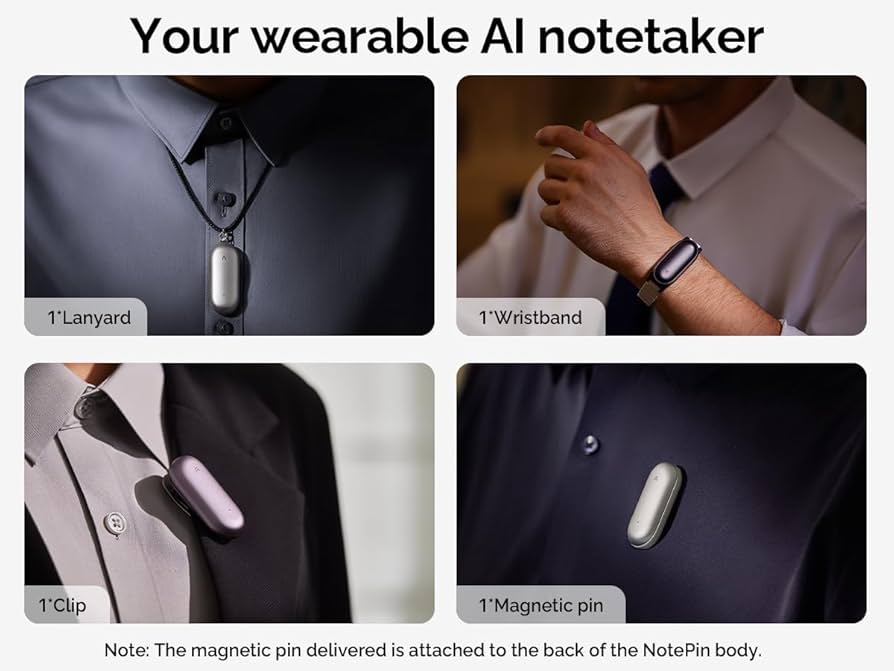 Your wearable AI notetaker
1*Lanyard
1*Wristband
1*Clip
1*Magnetic pin
Note: The magnetic pin delivered is attached to the back of the NotePin body.